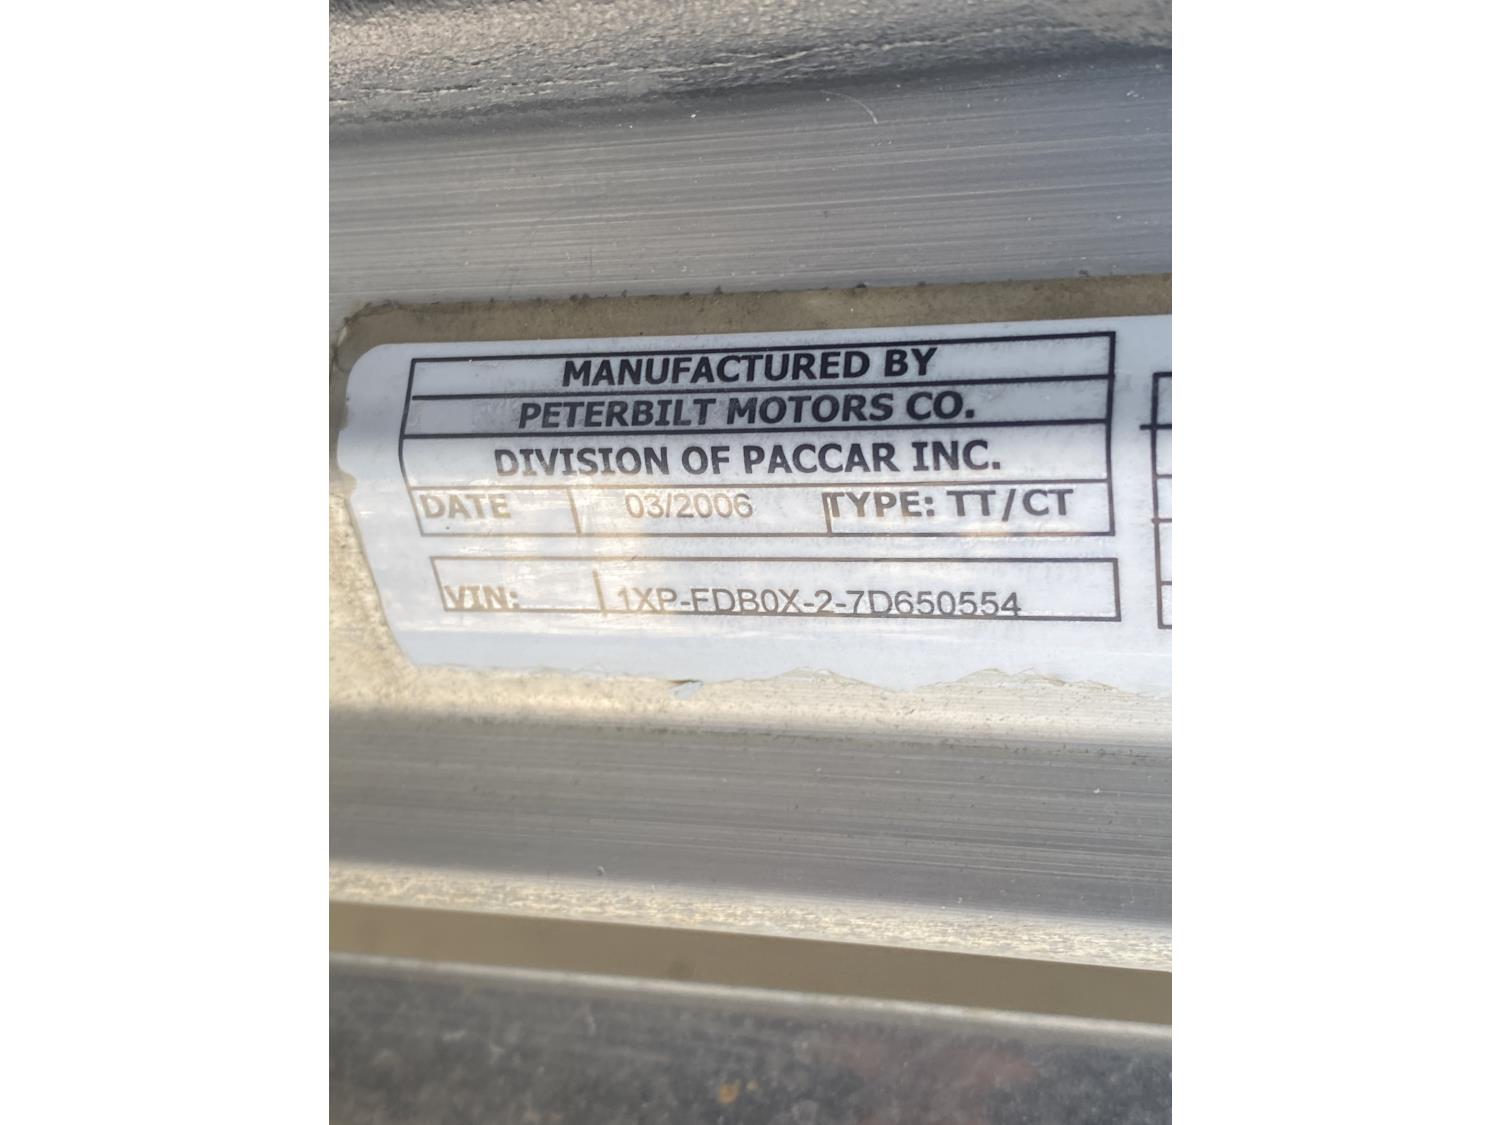 MANUFACTURED BY
PETERBILT MOTORS CO.
DIVISION OF PACCAR INC.
DATE 03/2006 TYPE: TT/CT
VIN: 1XP-FDB0X-2-7D650554